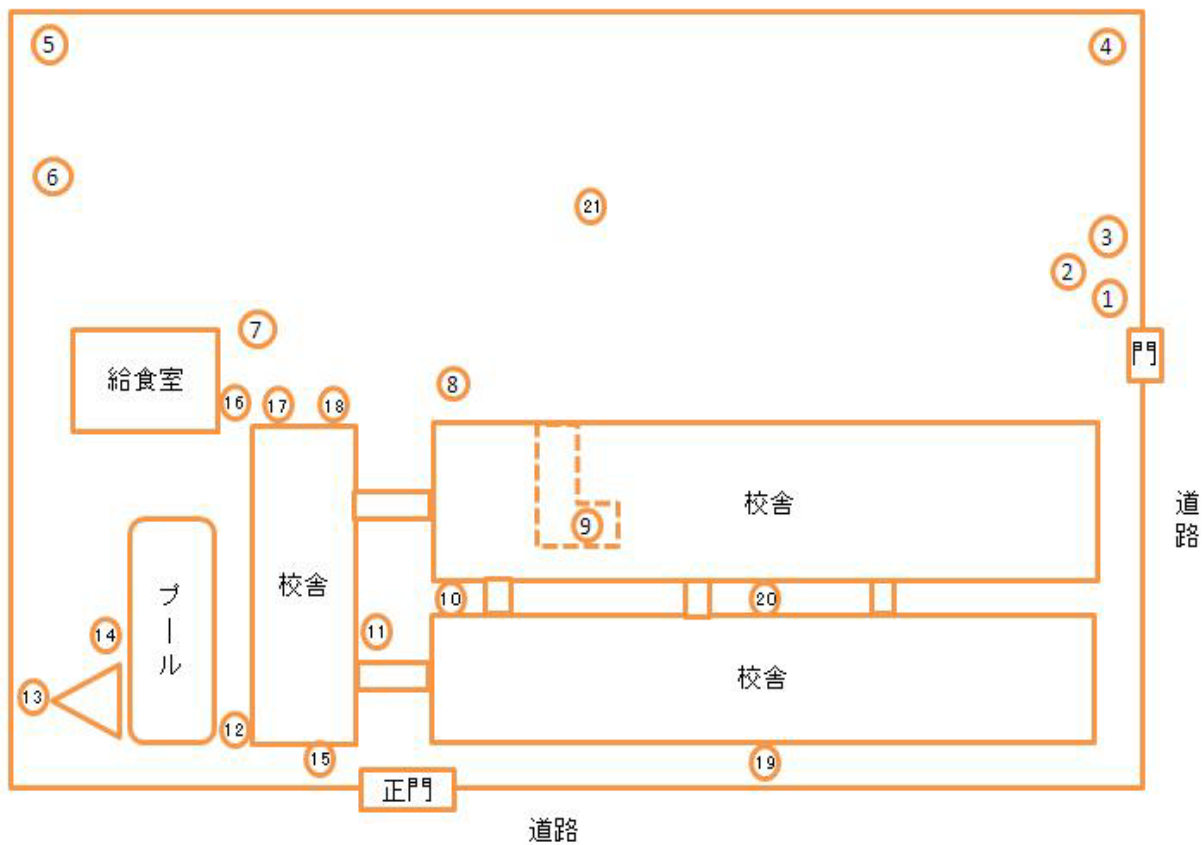 ⑤
④
⑥
㉑
③
②
①
⑦
門
給食室
⑧
⑯
⑰
⑱
校舎
道路
⑨
プール
校舎
⑩
⑳
⑭
⑪
校舎
⑬
⑫
⑮
⑲
正門
道路